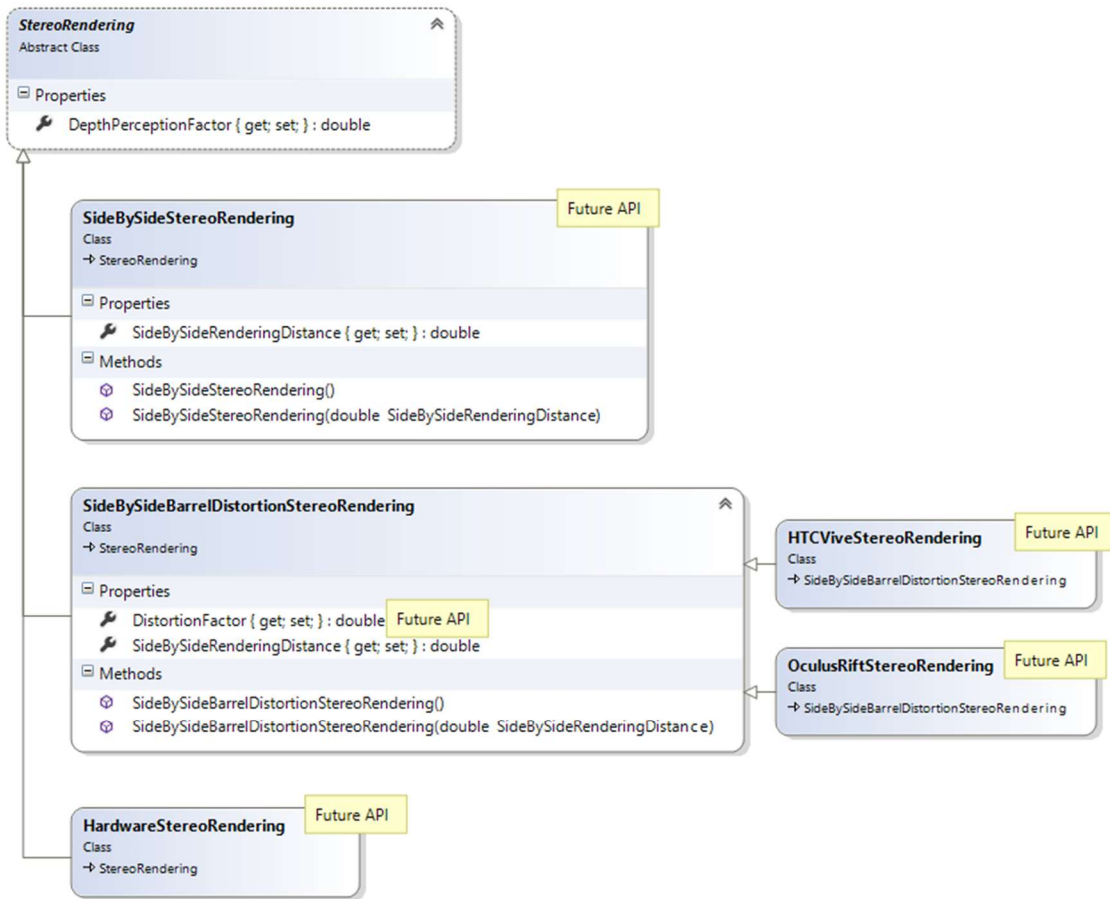 StereoRendering
Abstract Class
Properties
DepthPerceptionFactor { get; set; } : double
Future API
SideBySideStereoRendering
Class
StereoRendering
Properties
SideBySideRenderingDistance { get; set; } : double
Methods
SideBySideStereoRendering()
SideBySideStereoRendering(double SideBySideRenderingDistance)
SideBySideBarrelDistortionStereoRendering
Class
StereoRendering
Properties
DistortionFactor { get; set; } : double Future API
SideBySideRenderingDistance { get; set; } : double
Methods
SideBySideBarrelDistortionStereoRendering()
SideBySideBarrelDistortionStereoRendering(double SideBySideRenderingDistance)
Future API
HTCViveStereoRendering
Class
SideBySideBarrelDistortionStereoRendering
Future API
OculusRiftStereoRendering
Class
SideBySideBarrelDistortionStereoRendering
Future API
HardwareStereoRendering
Class
StereoRendering